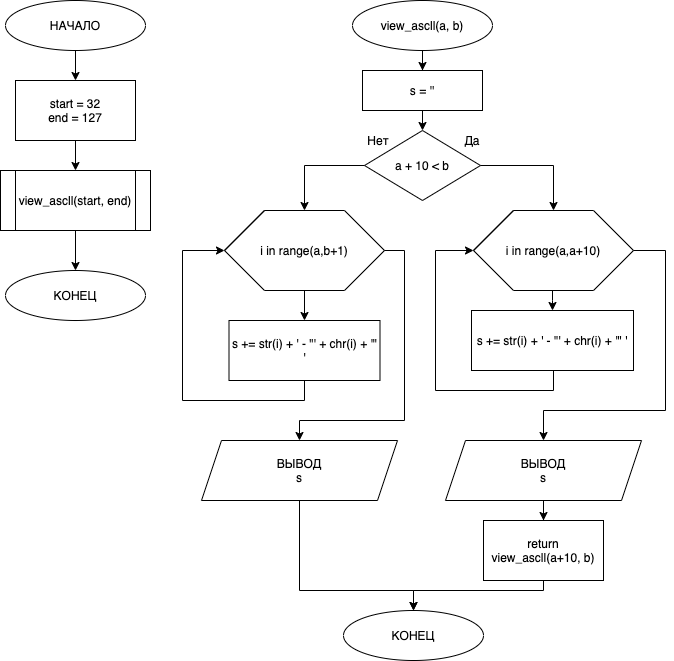 НАЧАЛО
start = 32
end = 127
view_ascll(start, end)
КОНЕЦ
view_ascll(a, b)
s = ''
Нет
Да
a + 10 < b
i in range(a,b+1)
s += str(i) + ' - "' + chr(i) + '"'
'
ВЫВОД
s
i in range(a,a+10)
s += str(i) + ' - "' + chr(i) + '" '
ВЫВОД
s
return
view_ascll(a+10, b)
КОНЕЦ